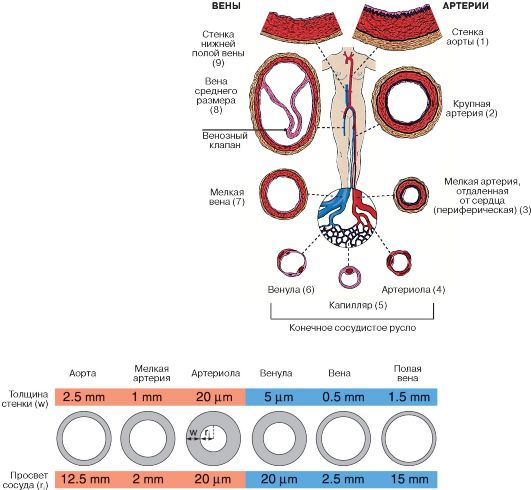 ВЕНЫ
АРТЕРИИ
Стенка
нижней
полой вены
(9)
Стенка
аорты (1)
Вена
среднего
размера
(8)
Крупная
артерия (2)
Венозный
клапан
Мелкая
вена (7)
Мелкая артерия,
отдаленная
от сердца
(периферическая) (3)
Венула (6)
Артериола (4)
Капилляр (5)
Конечное сосудистое русло
Аорта
Мелкая
артерия
Артериола
Венула
Вена
Полая
вена
Толщина
стенки (w)
2.5 mm
1 mm
20 µm
5 µm
0.5 mm
1.5 mm
w
ri
Просвет
сосуда (ri)
12.5 mm
2 mm
20 µm
20 µm
2.5 mm
15 mm